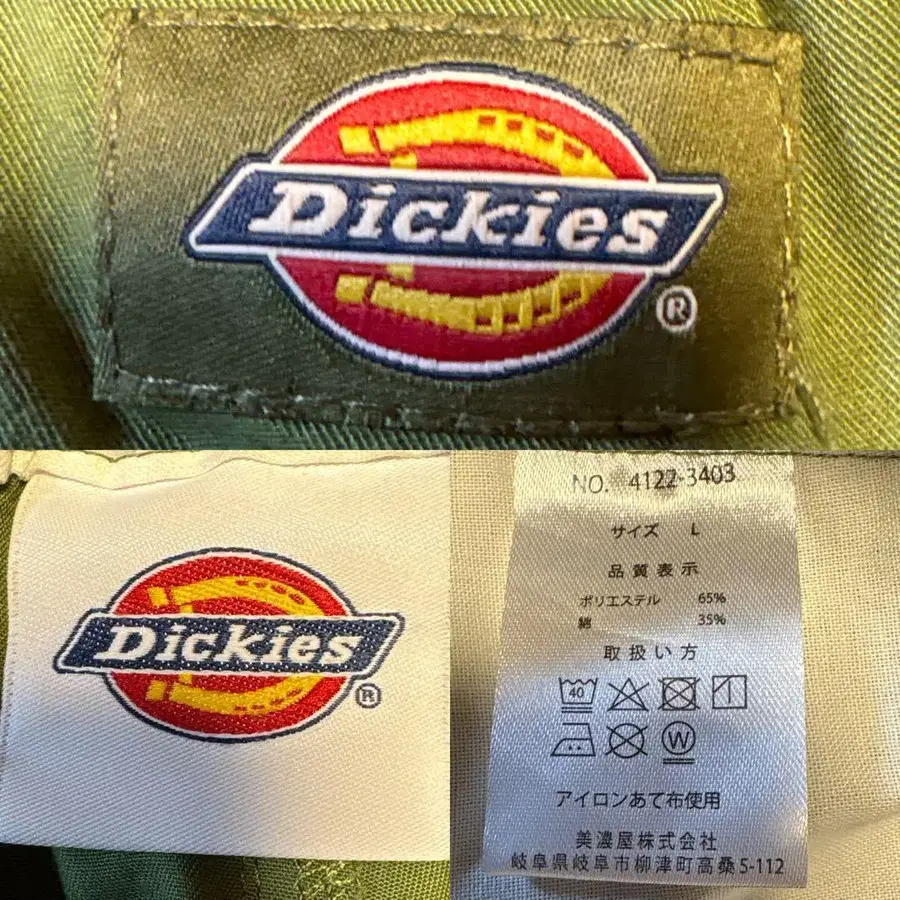 Dickies
®
Dickies
®
NO. 4122-3403
サイズ L
品質表示
ポリエステル 65%
綿 35%
取扱い方
40
W
アイロンあて布使用
美濃屋株式会社
岐阜県岐阜市柳津町高桑5-112